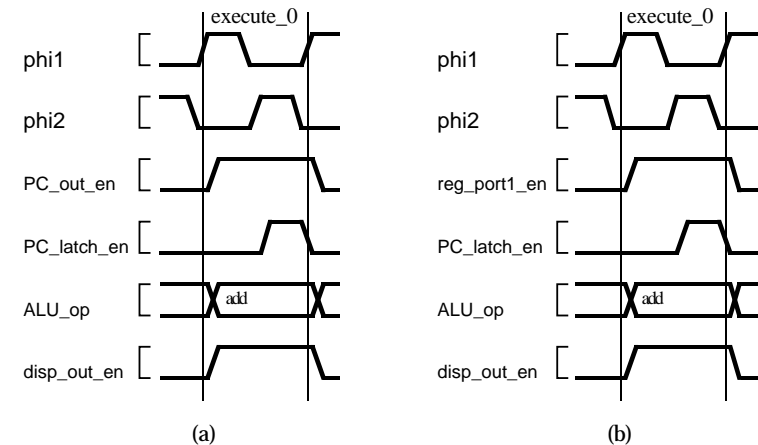 execute_0
phi1
phi2
PC_out_en
PC_latch_en
ALU_op
add
disp_out_en
(a)
execute_0
phi1
phi2
reg_port1_en
PC_latch_en
ALU_op
add
disp_out_en
(b)